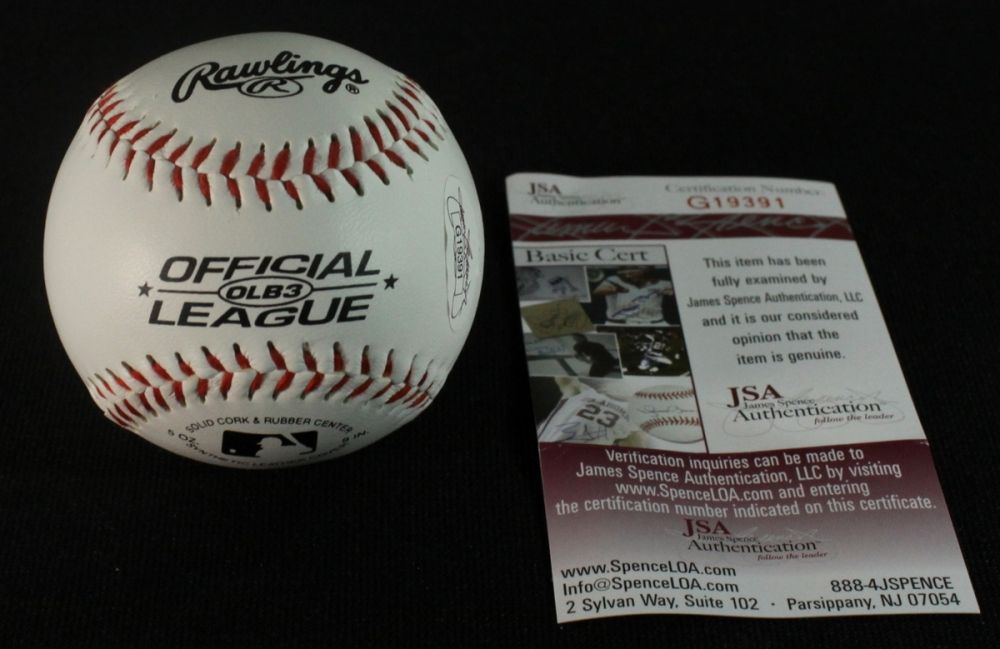 Rawlings
R ®
OFFICIAL
OLB3
LEAGUE
G19391
SOLID CORK & RUBBER CENTER
JSA
Authentication
Certification Number
G19391
James Spence
Basic Cert
This item has been
fully examined by
James Spence Authentication, LLC
and it is our considered
opinion that the
item is genuine.
23
JSA
James Spence
Authentication
follow the leader
Verification inquiries can be made to
James Spence Authentication, LLC by visiting
www.SpenceLOA.com and entering
the certification number indicated on this certificate.
JSA
James Spence
Authentication
follow the leader
www.SpenceLOA.com
Info@SpenceLOA.com 888-4JSPENCE
2 Sylvan Way, Suite 102 · Parsippany, NJ 07054